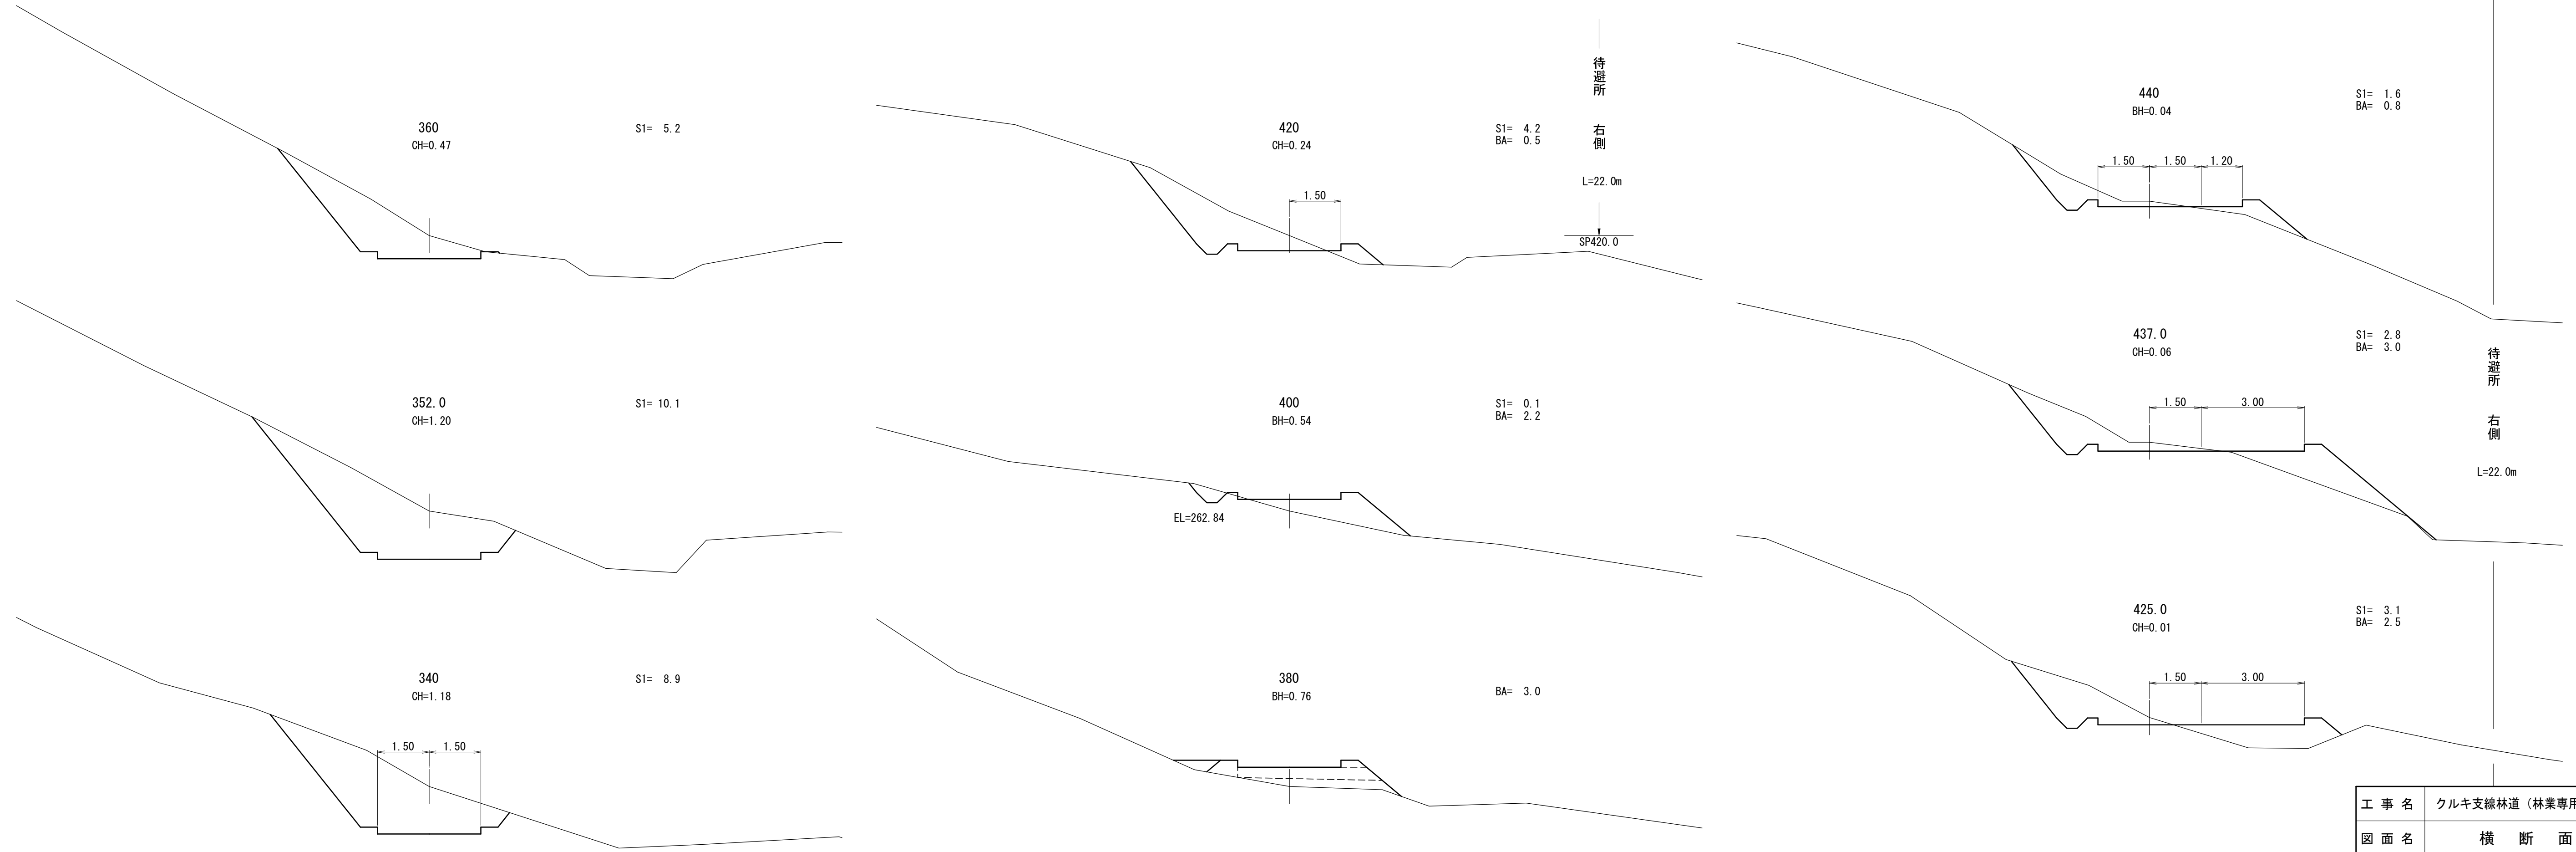 360
CH=0.47
S1= 5.2
352.0
CH=1.20
S1= 10.1
340
CH=1.18
S1= 8.9
1.50 1.50
420
CH=0.24
S1= 4.2
BA= 0.5
1.50
待避所 右側
L=22.0m
SP420.0
400
BH=0.54
S1= 0.1
BA= 2.2
EL=262.84
380
BH=0.76
BA= 3.0
440
BH=0.04
S1= 1.6
BA= 0.8
1.50 1.50 1.20
437.0
CH=0.06
S1= 2.8
BA= 3.0
1.50 3.00
待避所 右側
L=22.0m
425.0
CH=0.01
S1= 3.1
BA= 2.5
1.50 3.00
工事名 クルキ支線林道（林業専用
図面名 横断面